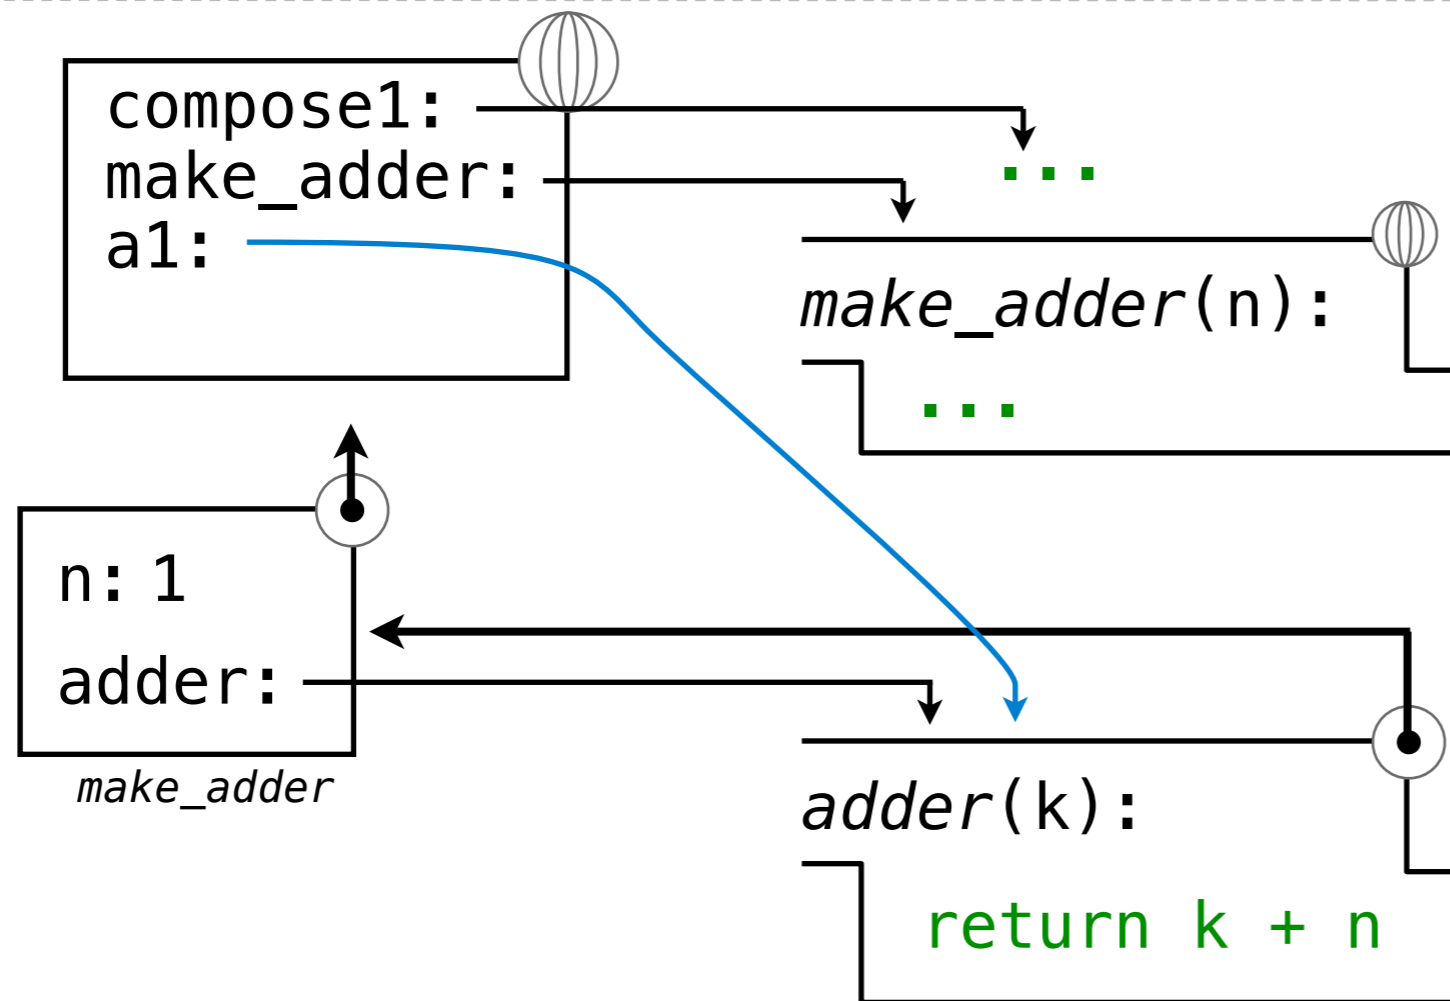 compose1:
make_adder:
a1:
...
make_adder(n):
...
n: 1
adder:
make_adder
adder(k):
return k + n